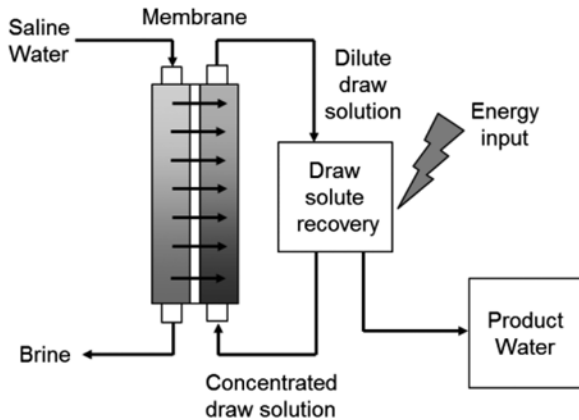 Membrane
Saline
Water
Dilute
draw
solution
Energy
input
Draw
solute
recovery
Product
Water
Brine
Concentrated
draw solution